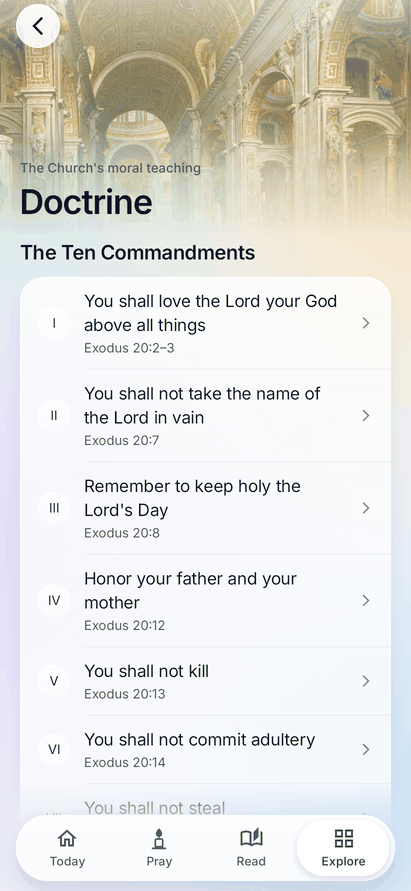 The Church's moral teaching
Doctrine
The Ten Commandments
I
You shall love the Lord your God
above all things
Exodus 20:2–3
II
You shall not take the name of
the Lord in vain
Exodus 20:7
III
Remember to keep holy the
Lord's Day
Exodus 20:8
IV
Honor your father and your
mother
Exodus 20:12
V
You shall not kill
Exodus 20:13
VI
You shall not commit adultery
Exodus 20:14
You shall not steal
Today
Pray
Read
Explore